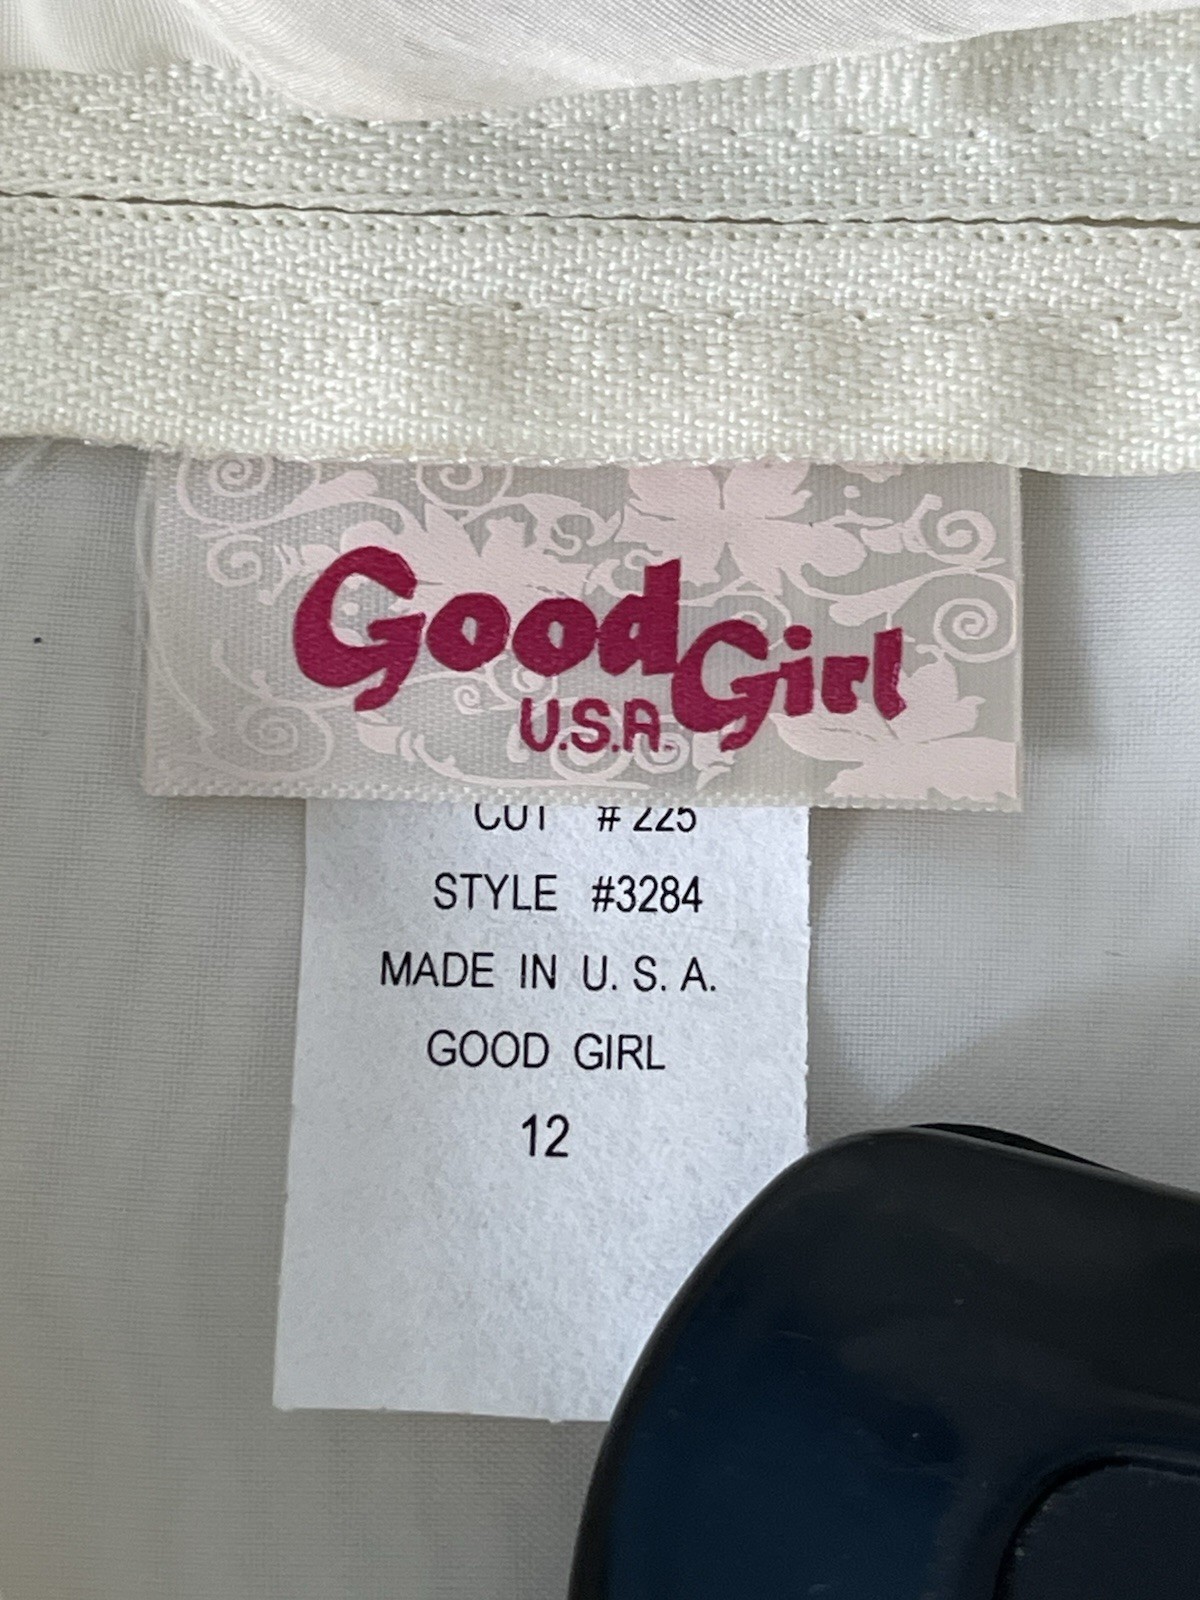 Good Girl
U.S.A.
CUT # 225
STYLE #3284
MADE IN U. S. A.
GOOD GIRL
12